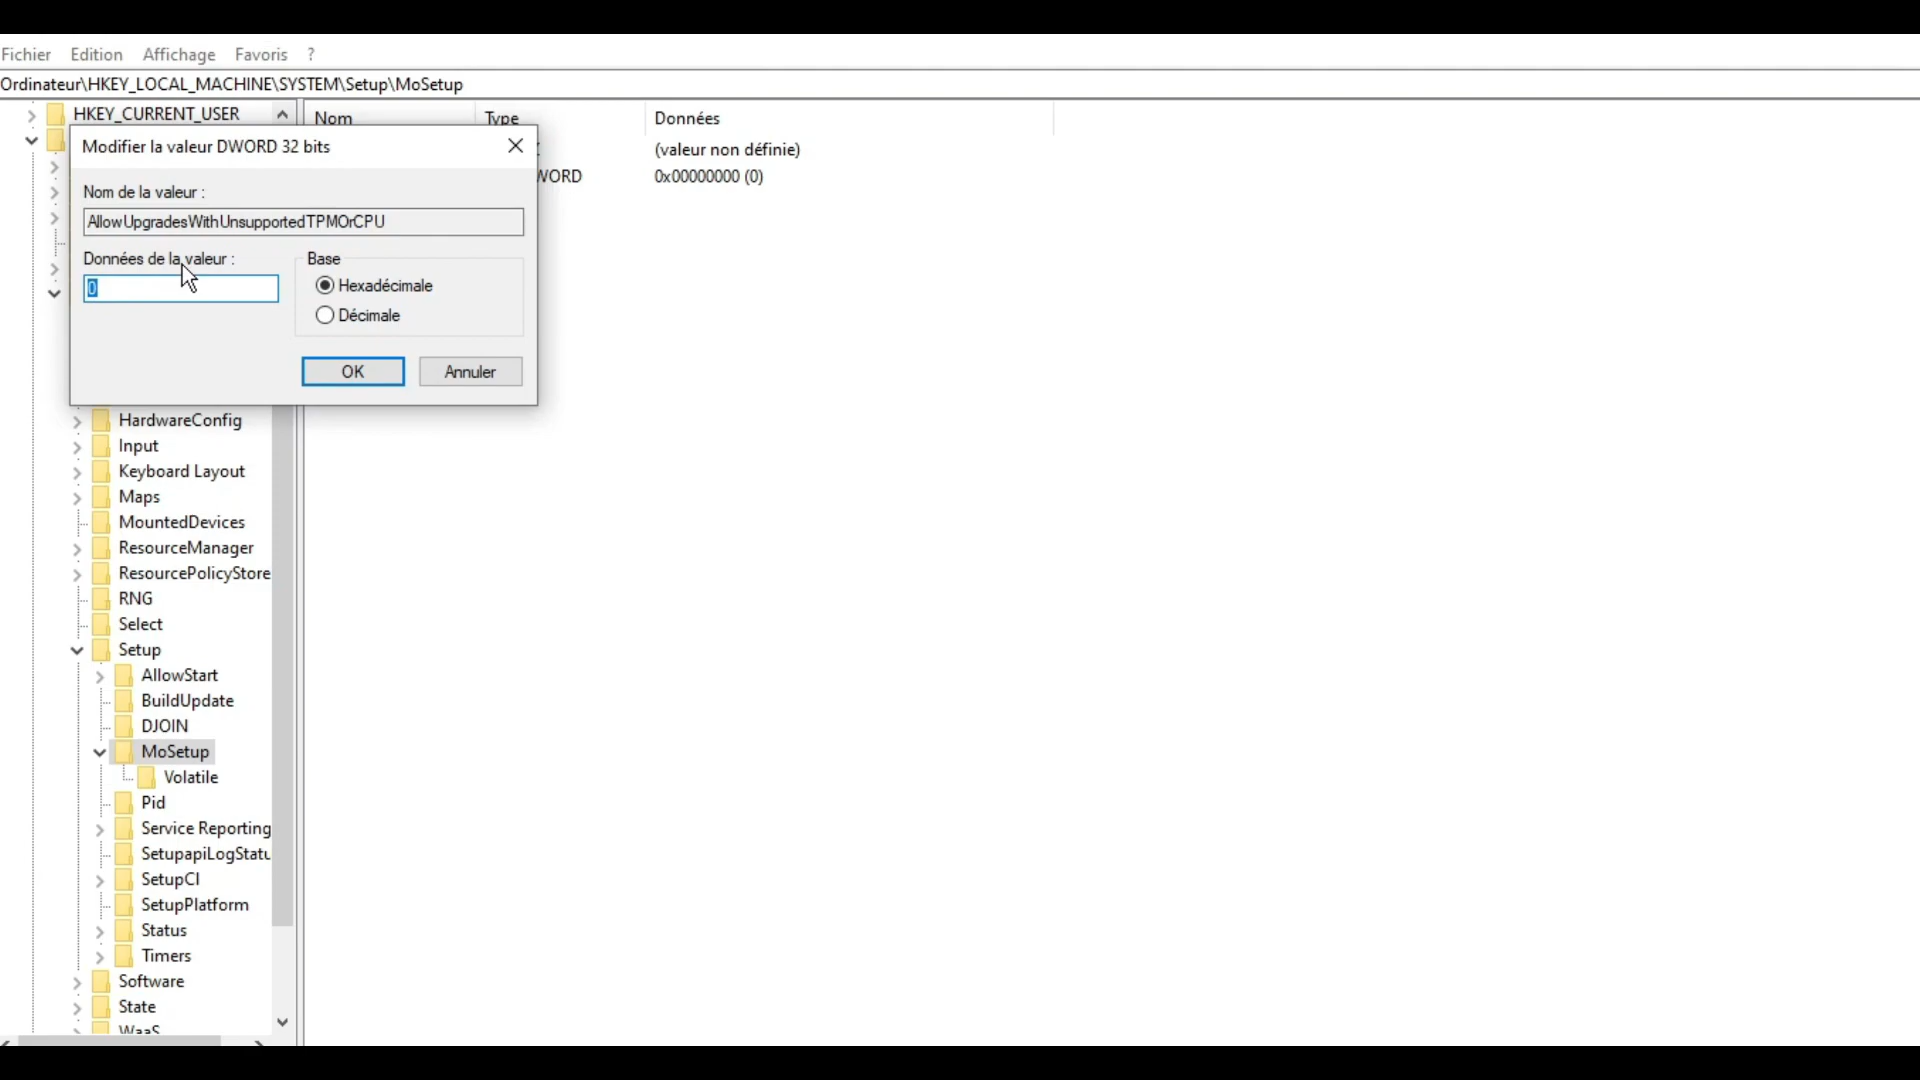 Fichier Edition Affichage Favoris ?
Ordinateur\HKEY_LOCAL_MACHINE\SYSTEM\Setup\MoSetup
HKEY_CURRENT_USER
Nom Type Données
(valeur non définie)
WORD 0x00000000 (0)
Modifier la valeur DWORD 32 bits
Nom de la valeur :
AllowUpgradesWithUnsupportedTPMOrCPU
Données de la valeur :
0
Base
Hexadécimale
Décimale
OK Annuler
HardwareConfig
Input
Keyboard Layout
Maps
MountedDevices
ResourceManager
ResourcePolicyStore
RNG
Select
Setup
AllowStart
BuildUpdate
DJOIN
MoSetup
Volatile
Pid
Service Reporting
SetupapiLogStatu
SetupCl
SetupPlatform
Status
Timers
Software
State
WaaS